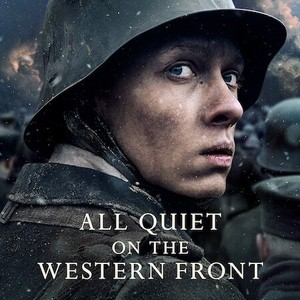 ALL QUIET
ON THE
WESTERN FRONT